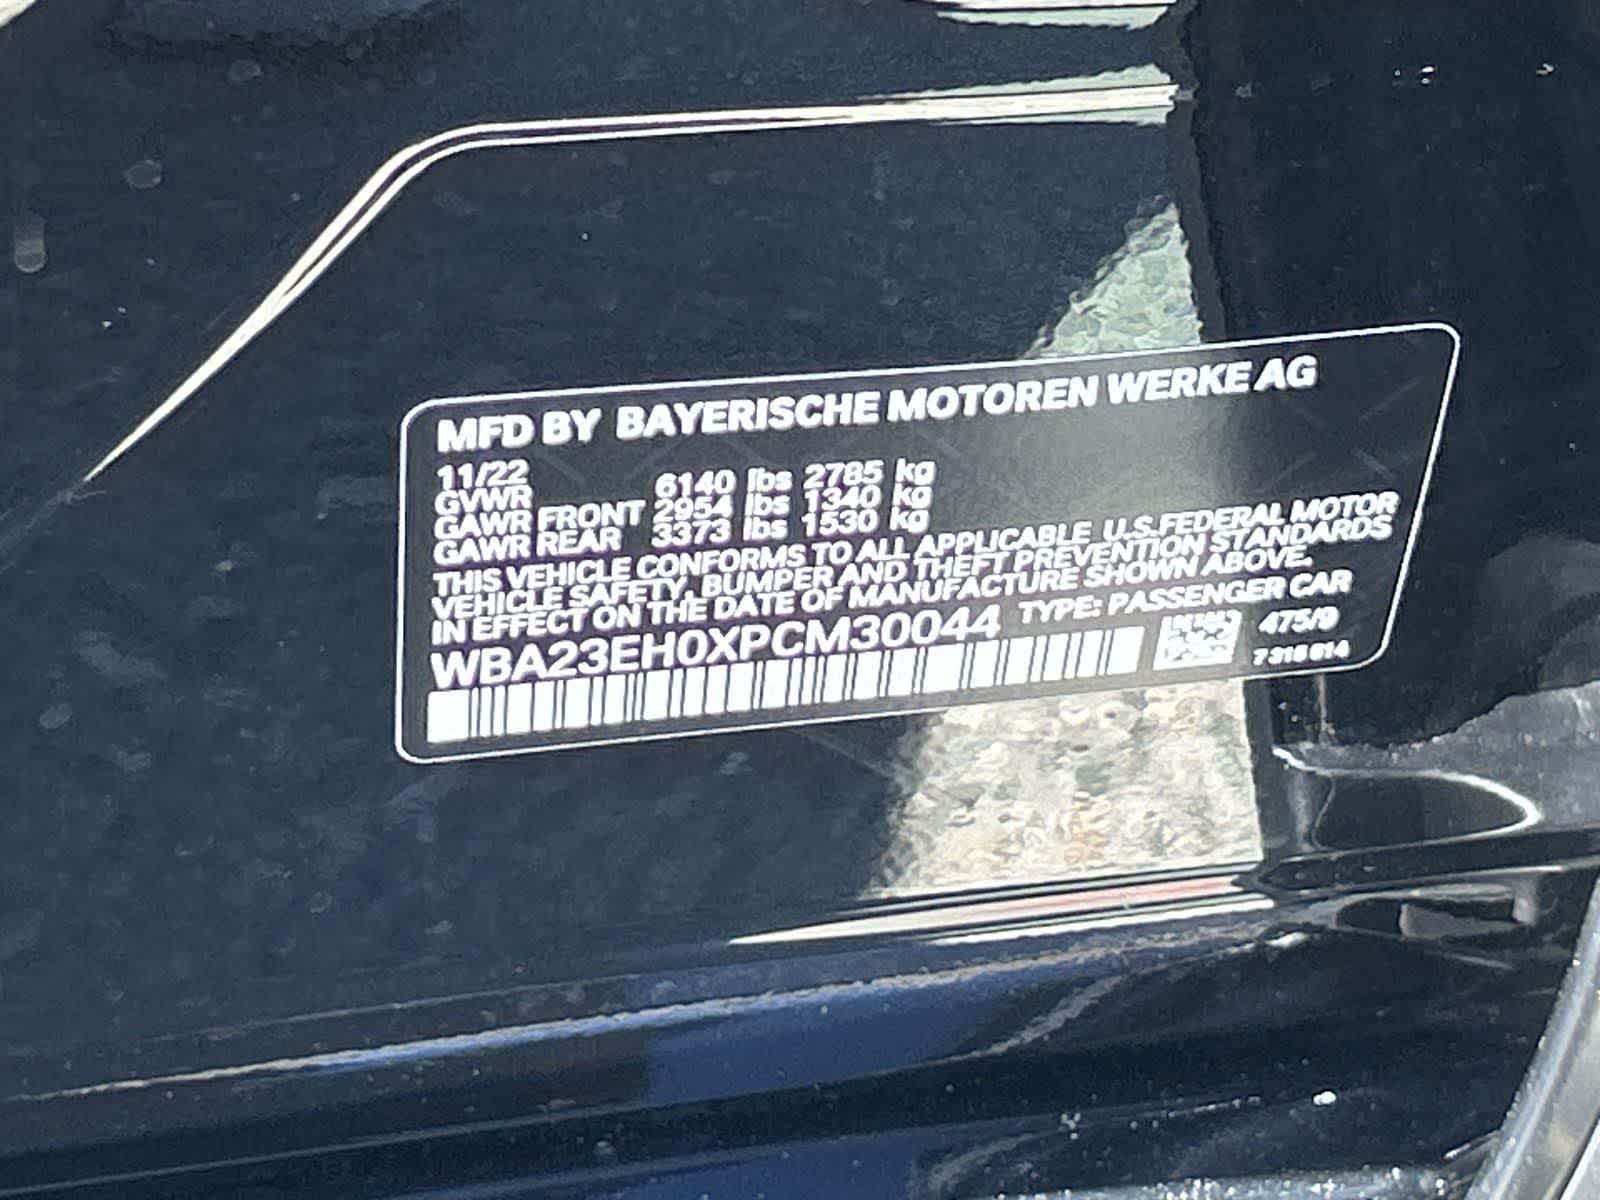 MFD BY BAYERISCHE MOTOREN WERKE AG
11/22
GVWR 6140 lbs 2785 kg
GAWR FRONT 2954 lbs 1340 kg
GAWR REAR 3373 lbs 1530 kg
THIS VEHICLE CONFORMS TO ALL APPLICABLE U.S.FEDERAL MOTOR
VEHICLE SAFETY, BUMPER AND THEFT PREVENTION STANDARDS
IN EFFECT ON THE DATE OF MANUFACTURE SHOWN ABOVE.
WBA23EH0XPCM30044 TYPE: PASSENGER CAR
475/9